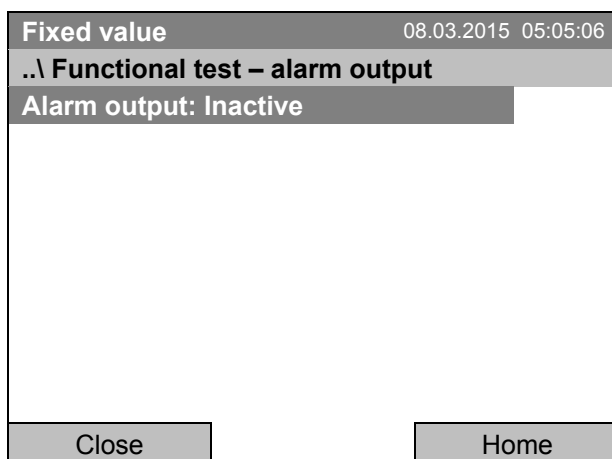 Fixed value 08.03.2015 05:05:06
..\ Functional test – alarm output
Alarm output: Inactive
Close Home